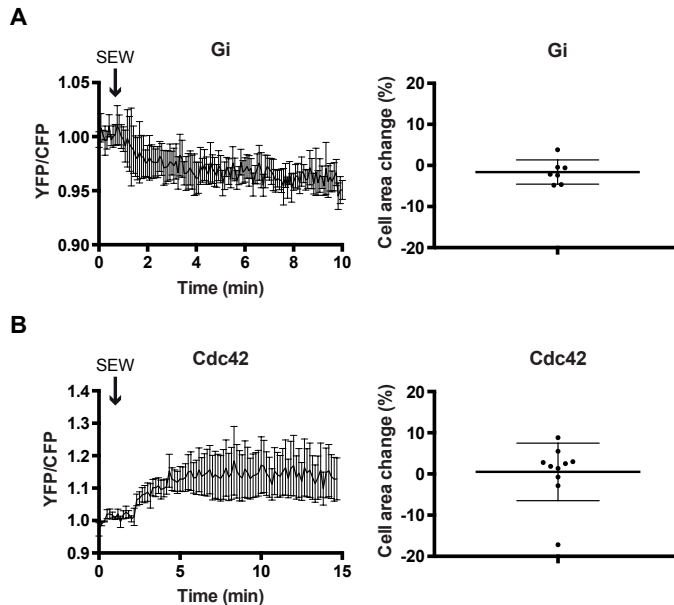 A
Gi
SEW
YFP/CFP
1.05
1.00
0.95
0.90
0 2 4 6 8 10
Time (min)
Gi
Cell area change (%)
20
10
0
-10
-20
B
Cdc42
SEW
YFP/CFP
1.4
1.3
1.2
1.1
1.0
0.9
0 5 10 15
Time (min)
Cdc42
Cell area change (%)
20
10
0
-10
-20